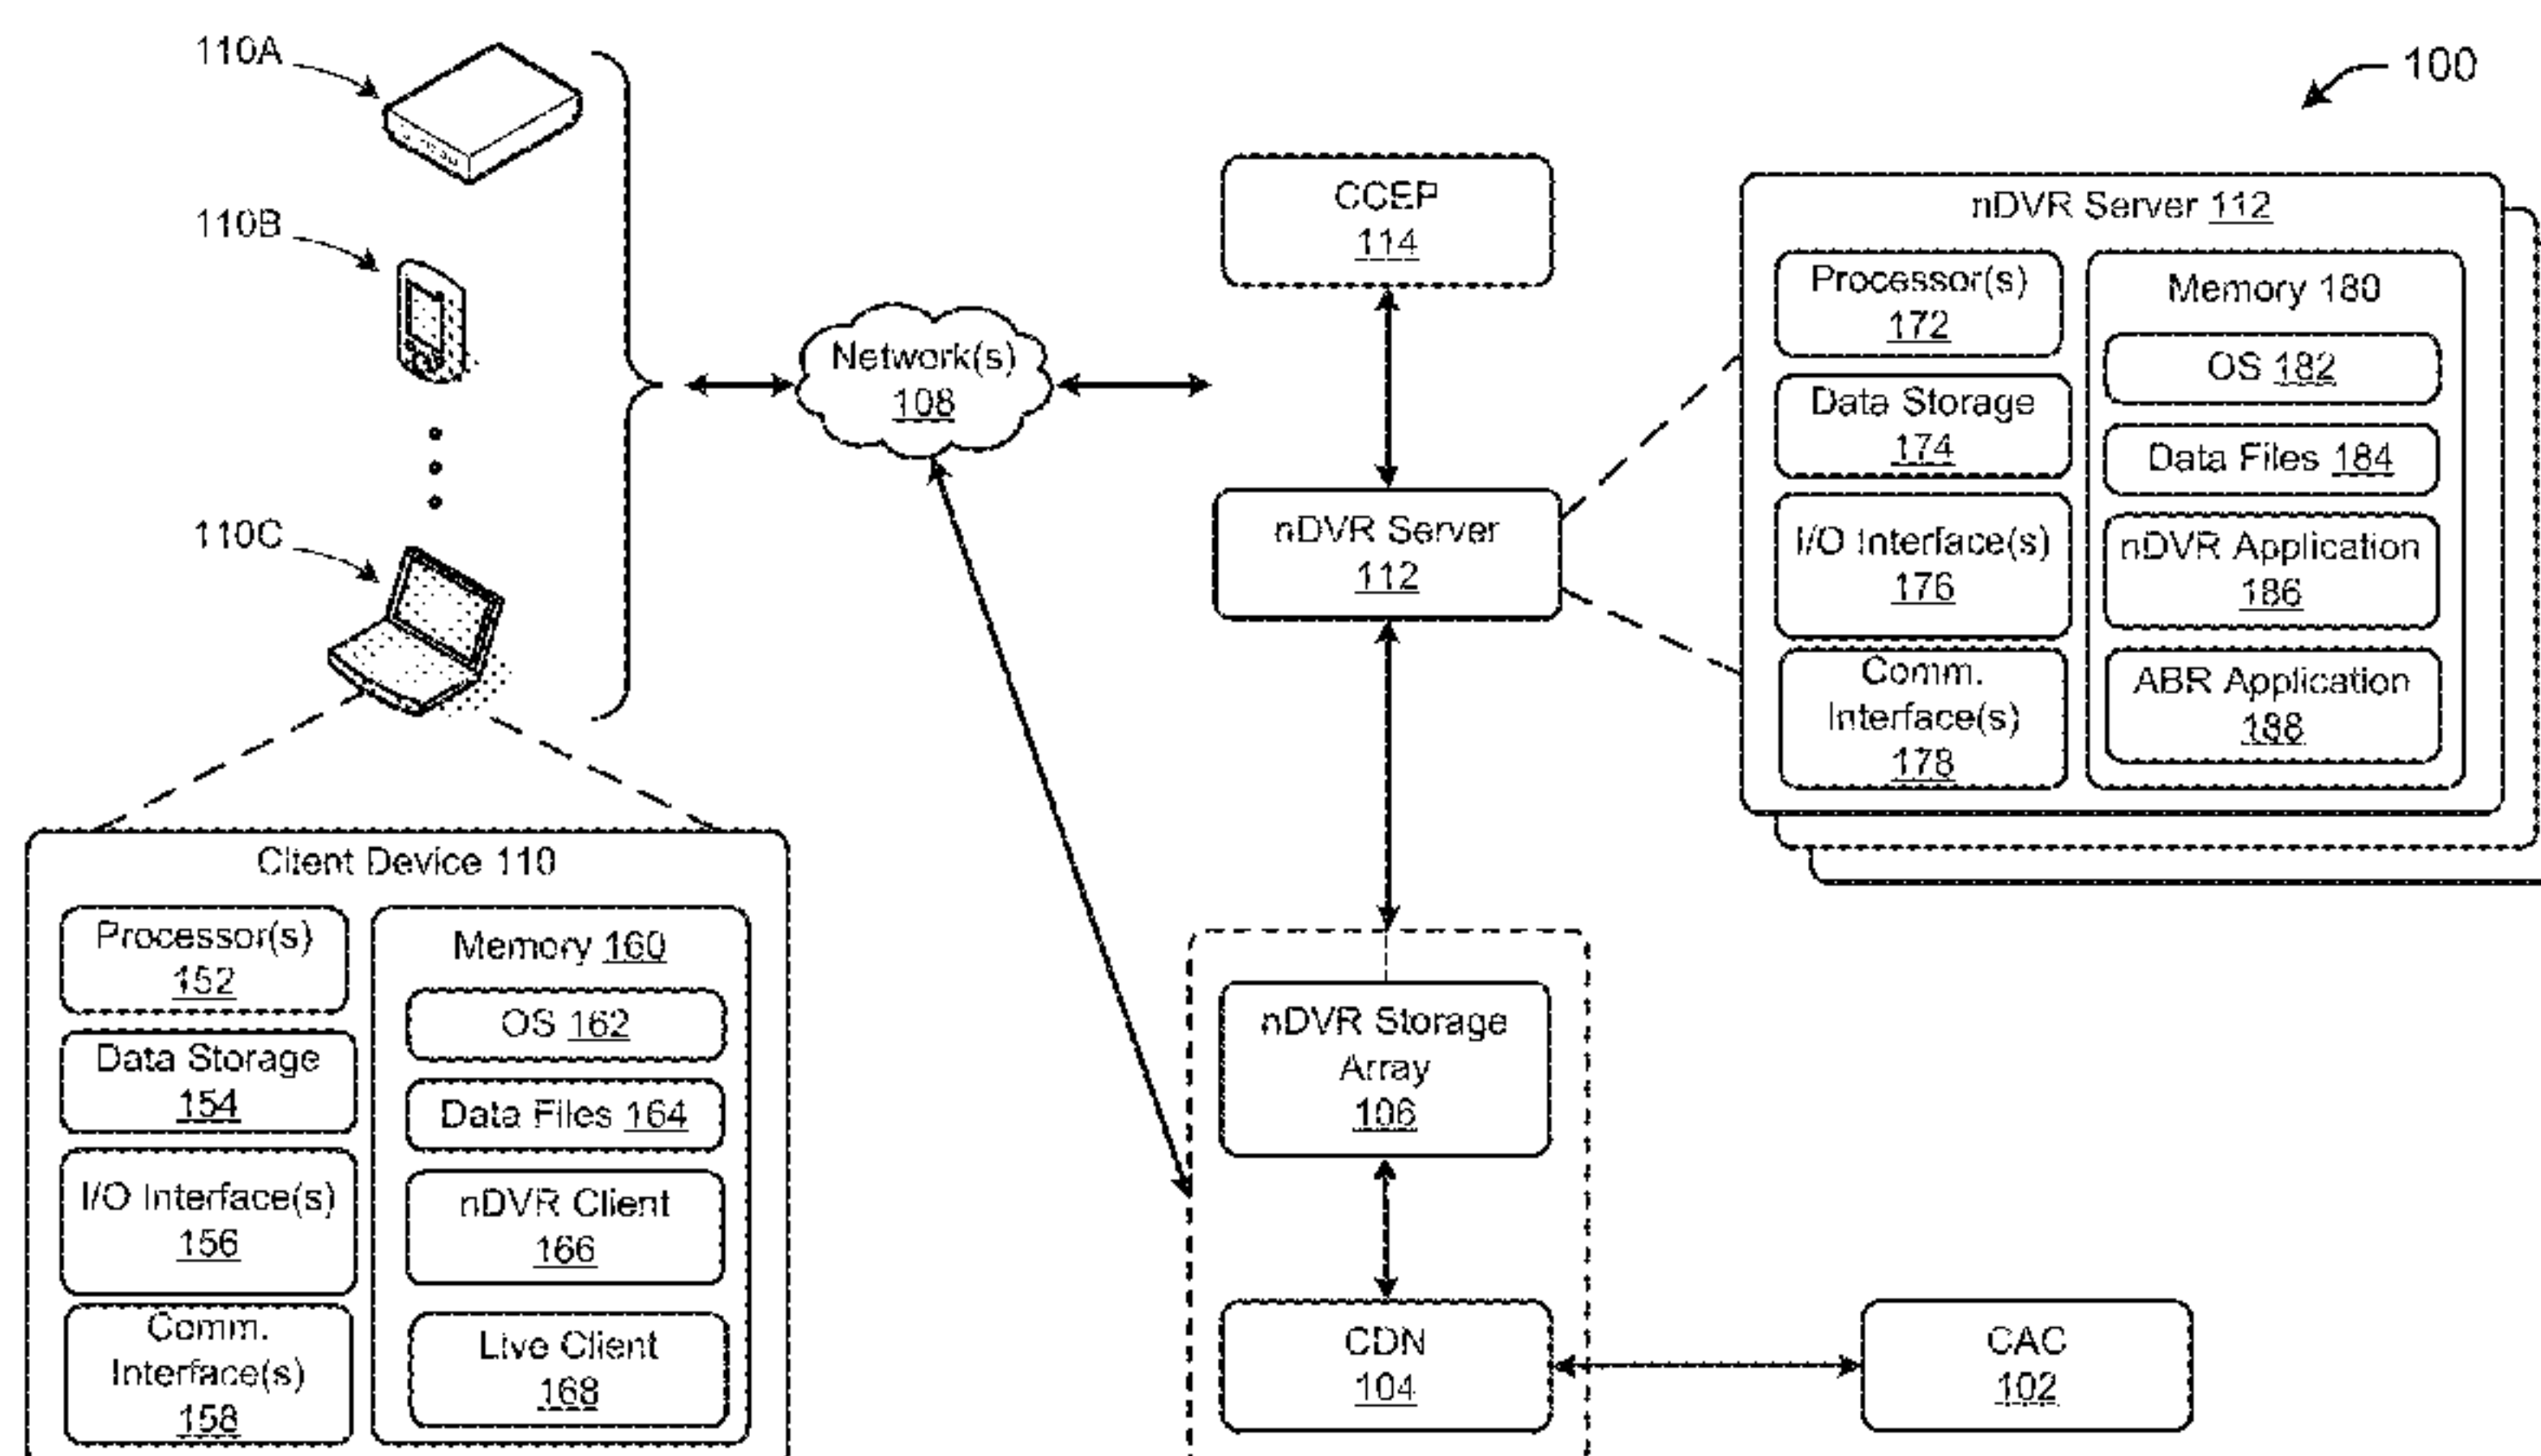 110A
110B
110C
100
CCEP
114
Network(s)
108
nDVR Server
112
nDVR Server 112
Processor(s)
172
Data Storage
174
I/O Interface(s)
176
Comm.
Interface(s)
178
Memory 180
OS 182
Data Files 184
nDVR Application
186
ABR Application
188
Client Device 110
Processor(s)
152
Data Storage
154
I/O Interface(s)
156
Comm.
Interface(s)
158
Memory 160
OS 162
Data Files 164
nDVR Client
166
Live Client
168
nDVR Storage
Array
106
CDN
104
CAC
102